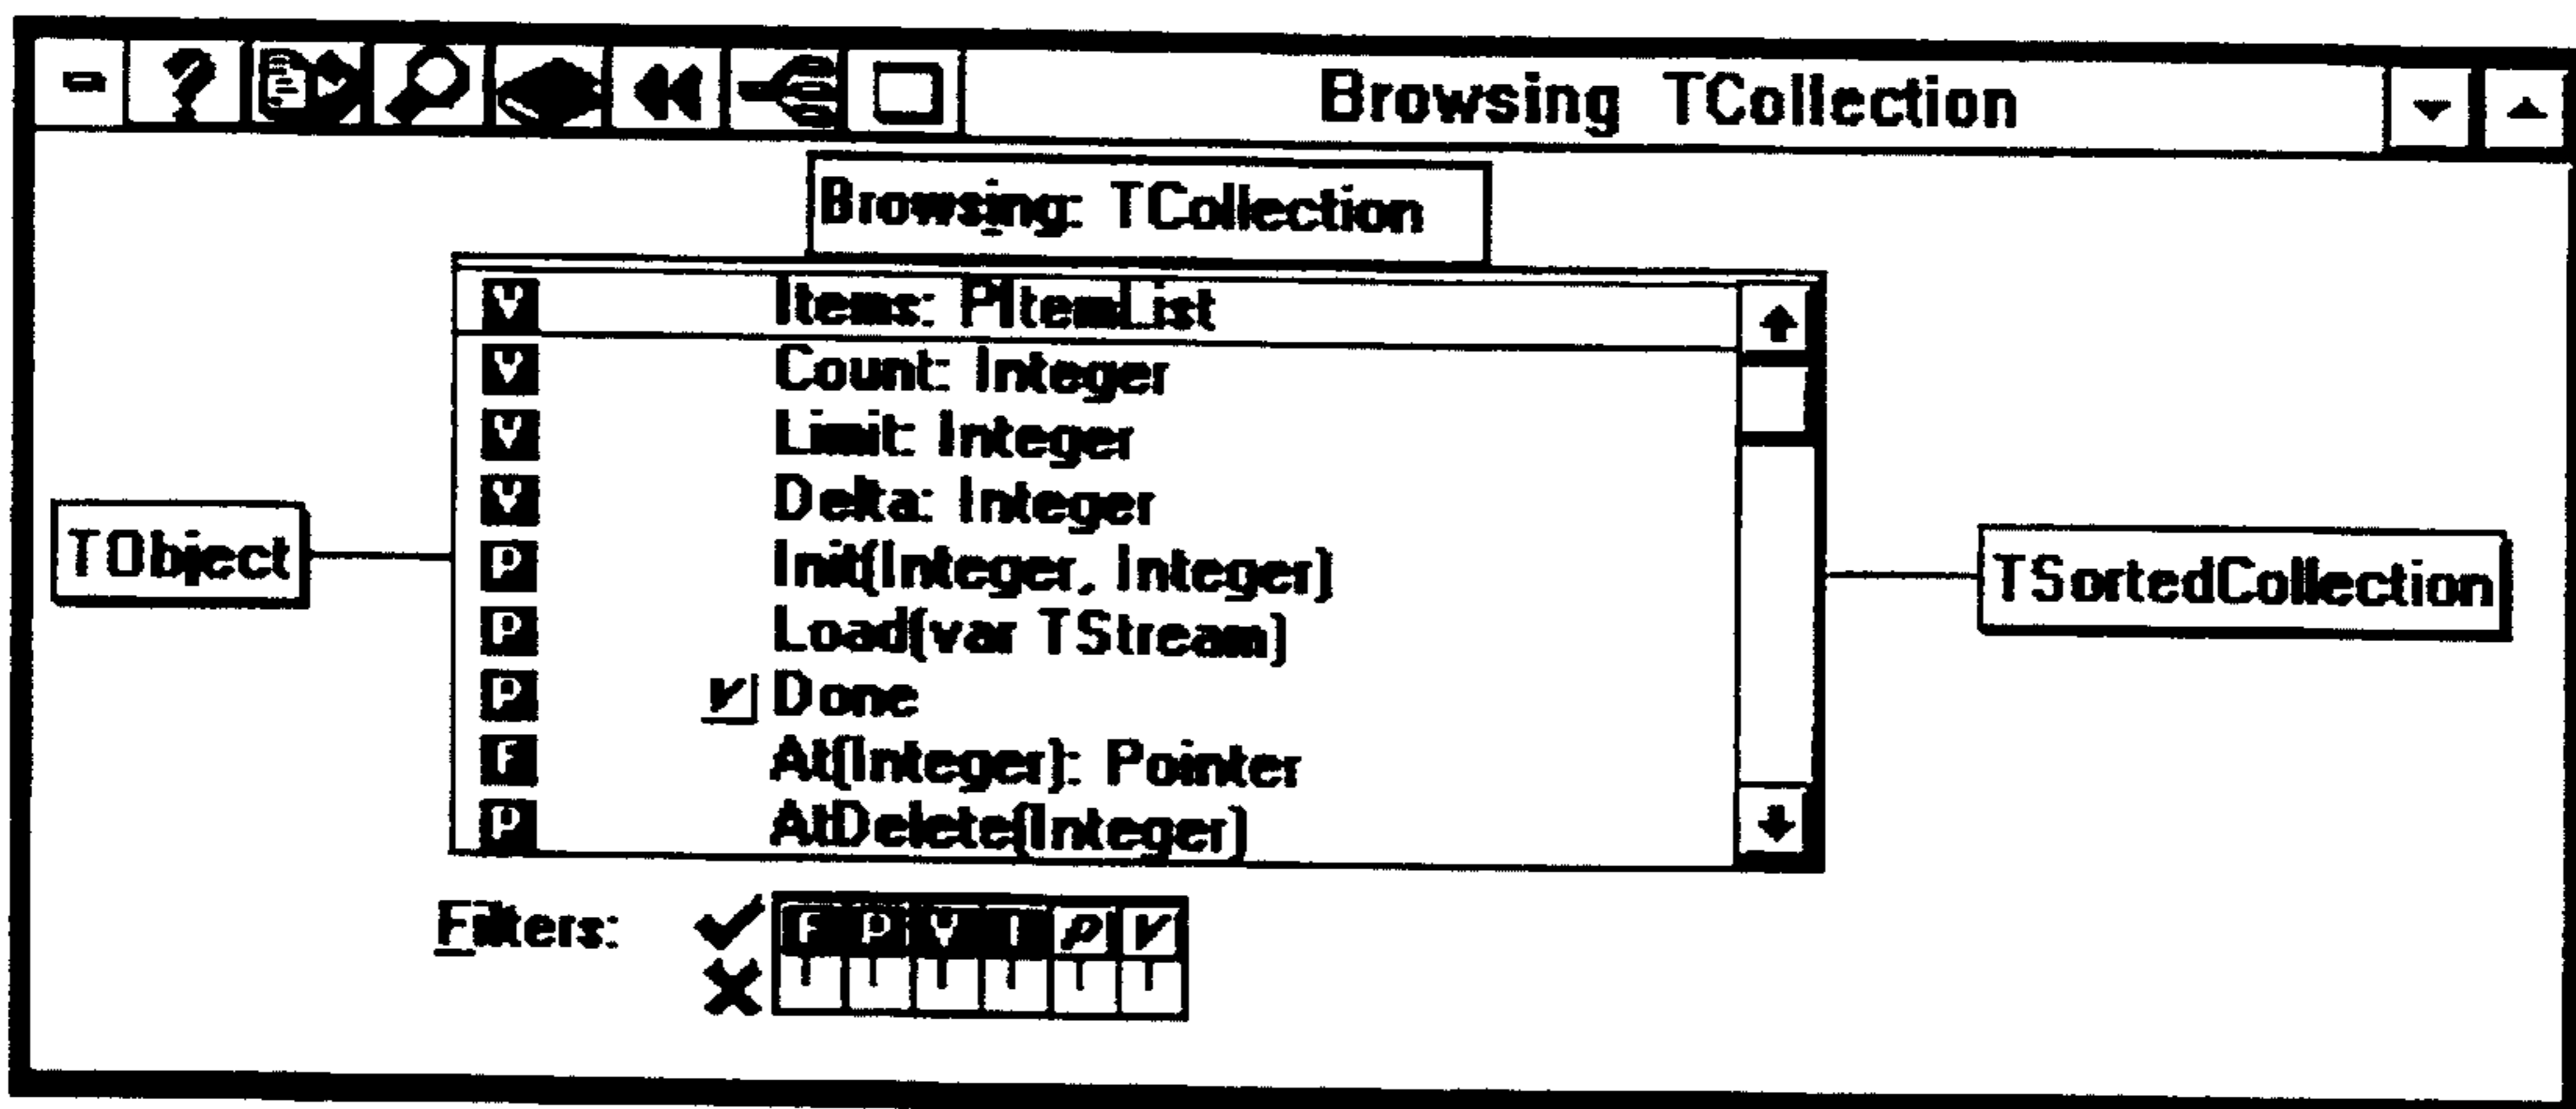 ? Browsing TCollection
Browsing: TCollection
V Items: PItemList
V Count: Integer
V Limit: Integer
V Delta: Integer
TObject
P Init(Integer, Integer)
TSortedCollection
P Load(var TStream)
P V Done
F At(Integer): Pointer
P AtDelete(Integer)
Filters: F P V I P V